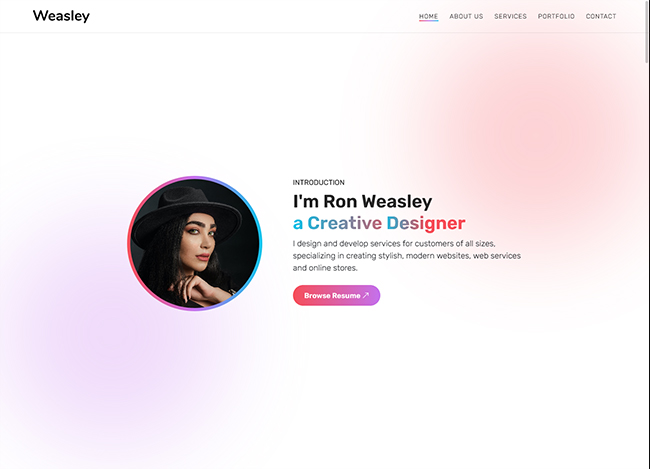 Weasley
HOME ABOUT US SERVICES PORTFOLIO CONTACT
INTRODUCTION
I'm Ron Weasley
a Creative Designer
I design and develop services for customers of all sizes,
specializing in creating stylish, modern websites, web services
and online stores.
Browse Resume